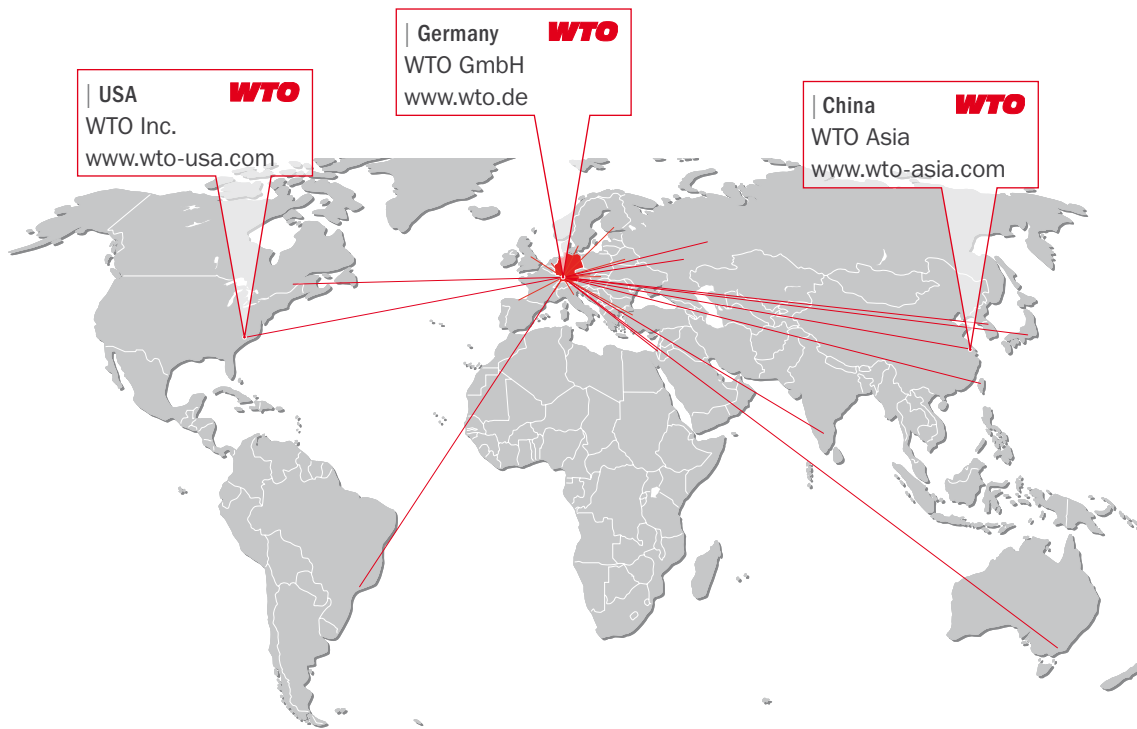 | USA WTO
WTO Inc.
www.wto-usa.com
| Germany WTO
WTO GmbH
www.wto.de
| China WTO
WTO Asia
www.wto-asia.com